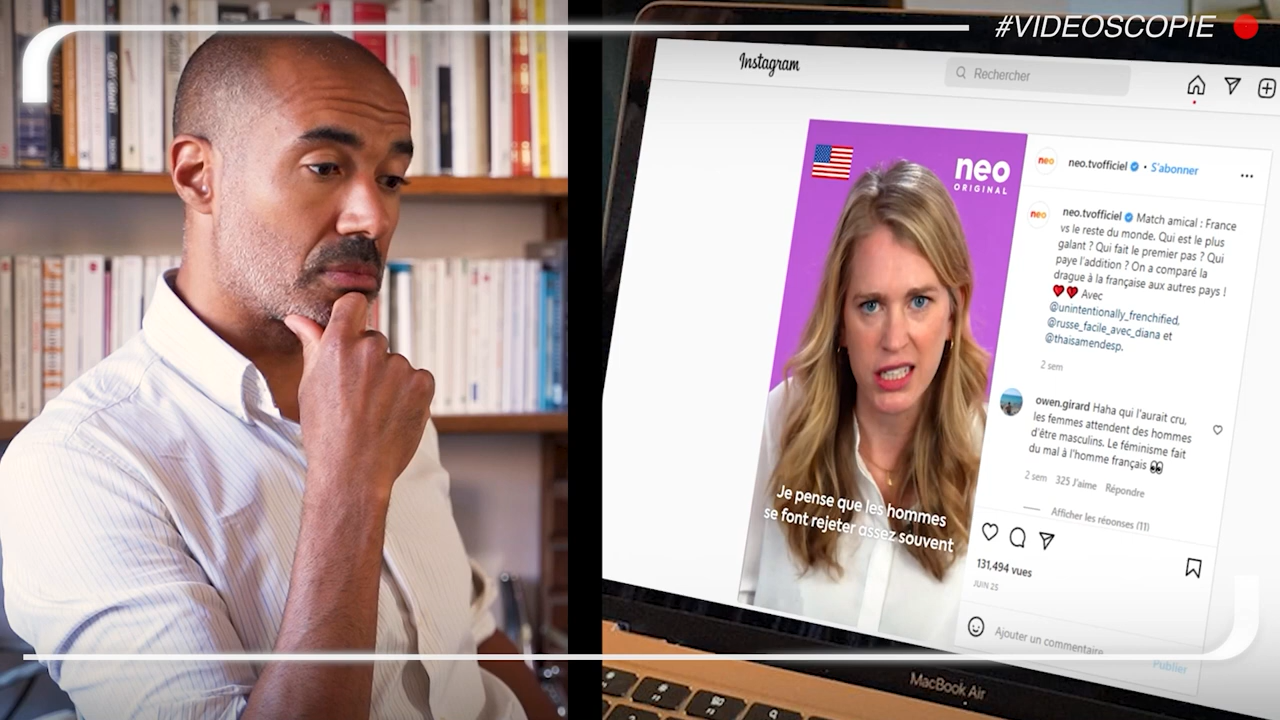 #VIDEOSCOPIE
Instagram
Rechercher
neo
ORIGINAL
Je pense que les hommes
se font rejeter assez souvent
neo
neo.tvofficiel • S'abonner
neo
neo.tvofficiel Match amical : France
vs le reste du monde. Qui est le plus
galant ? Qui fait le premier pas ? Qui
paye l'addition ? On a comparé la
drague à la française aux autres pays !
Avec
@unintentionally_frenchified,
@russe_facile_avec_diana et
@thaisamendesp.
2 sem
owen.girard Haha qui l'aurait cru,
les femmes attendent des hommes
d'être masculins. Le féminisme fait
du mal à l'homme français
2 sem 325 J'aime Répondre
Afficher les réponses (11)
131,494 vues
JUIN 25
Ajouter un commentaire
Publier
MacBook Air